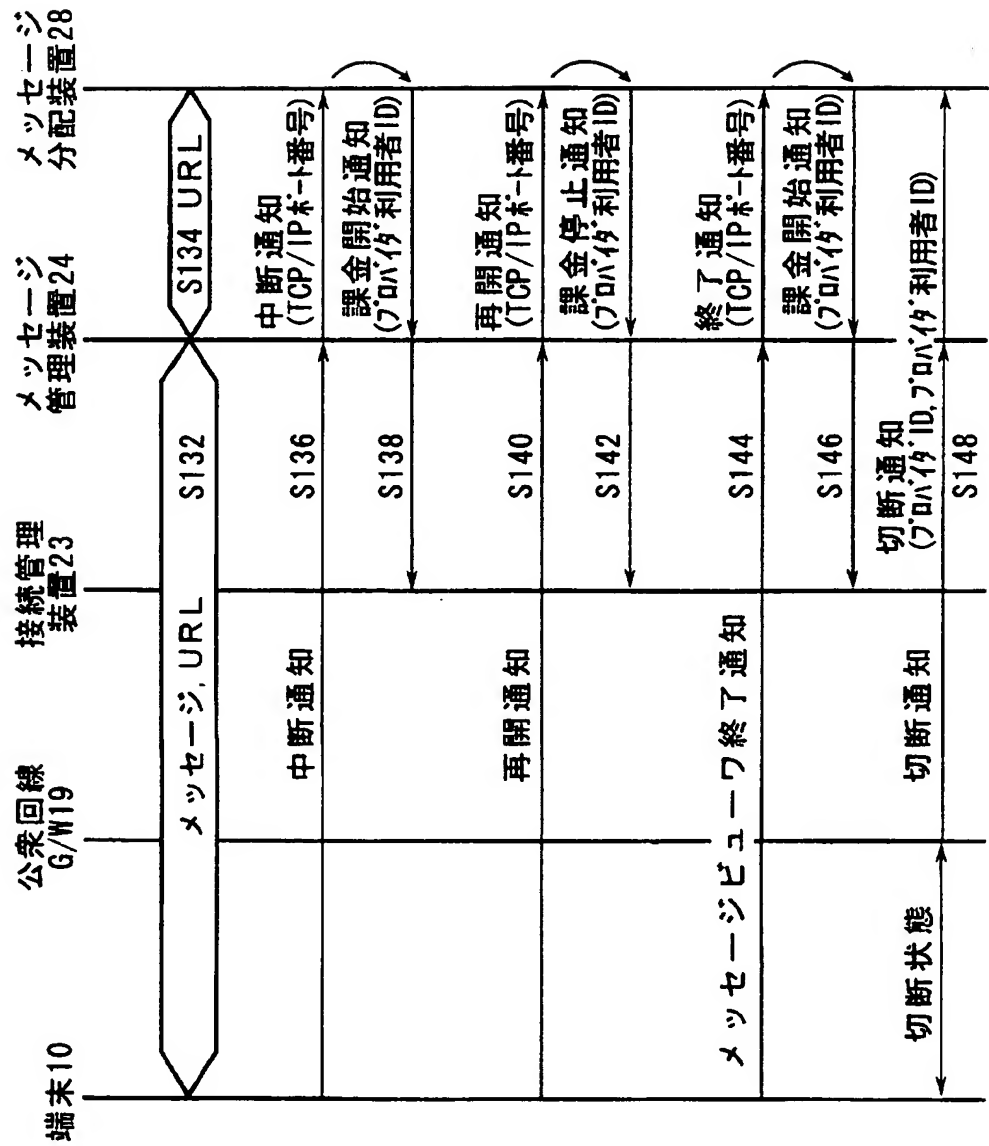 端末10
公衆回線
G/W19
接続管理
装置23
メッセージ
管理装置24
メッセージ
分配装置28
メッセージ, URL
S132
S134 URL
中断通知
S136
中断通知
(TCP/IPポート番号)
S138
課金開始通知
(プロバイダ利用者ID)
再開通知
S140
再開通知
(TCP/IPポート番号)
S142
課金停止通知
(プロバイダ利用者ID)
メッセージビューワ終了通知
S144
終了通知
(TCP/IPポート番号)
S146
課金開始通知
(プロバイダ利用者ID)
切断状態
切断通知
切断通知
(プロバイダID,プロバイダ利用者ID)
S148